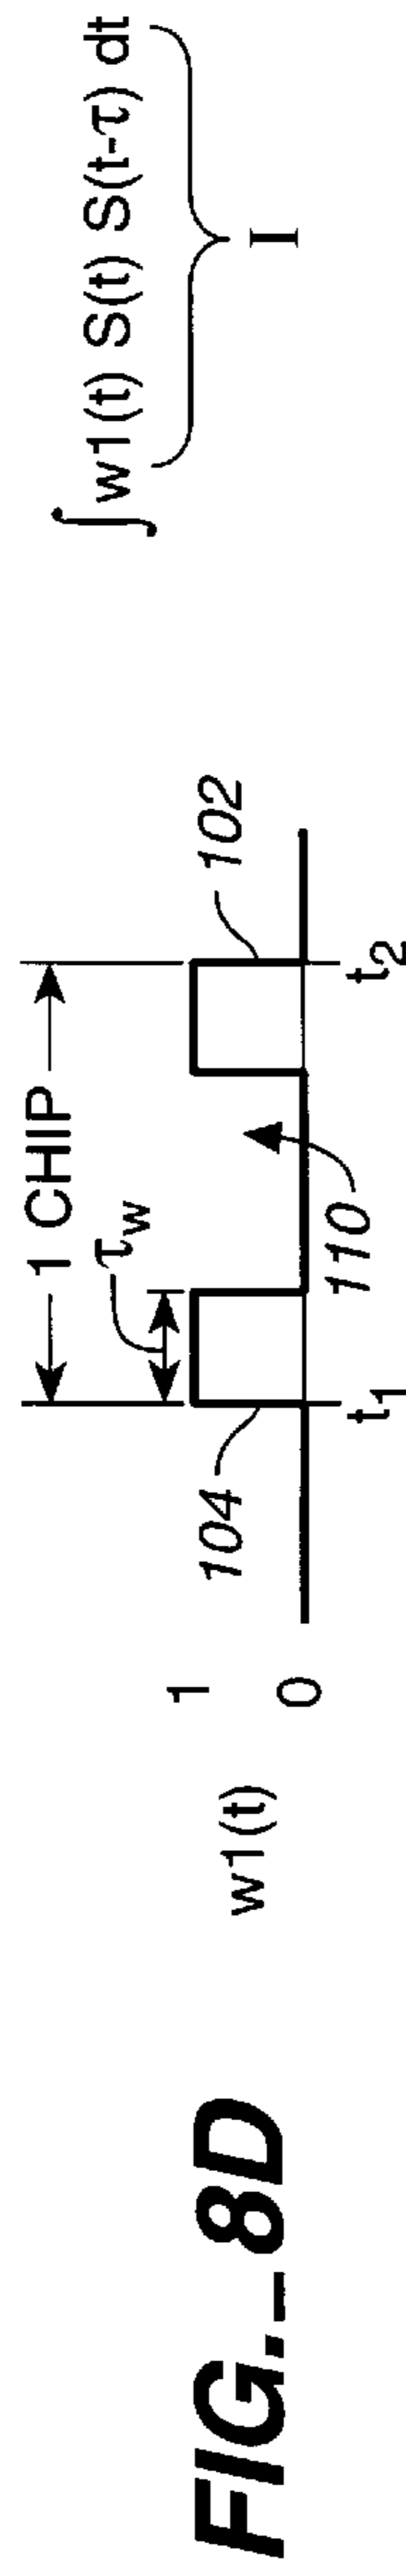 FIG._8D
w1(t)
1
0
1 CHIP
τw
104
110
102
t1
t2
∫ w1(t) S(t) S(t-τ) dt
I